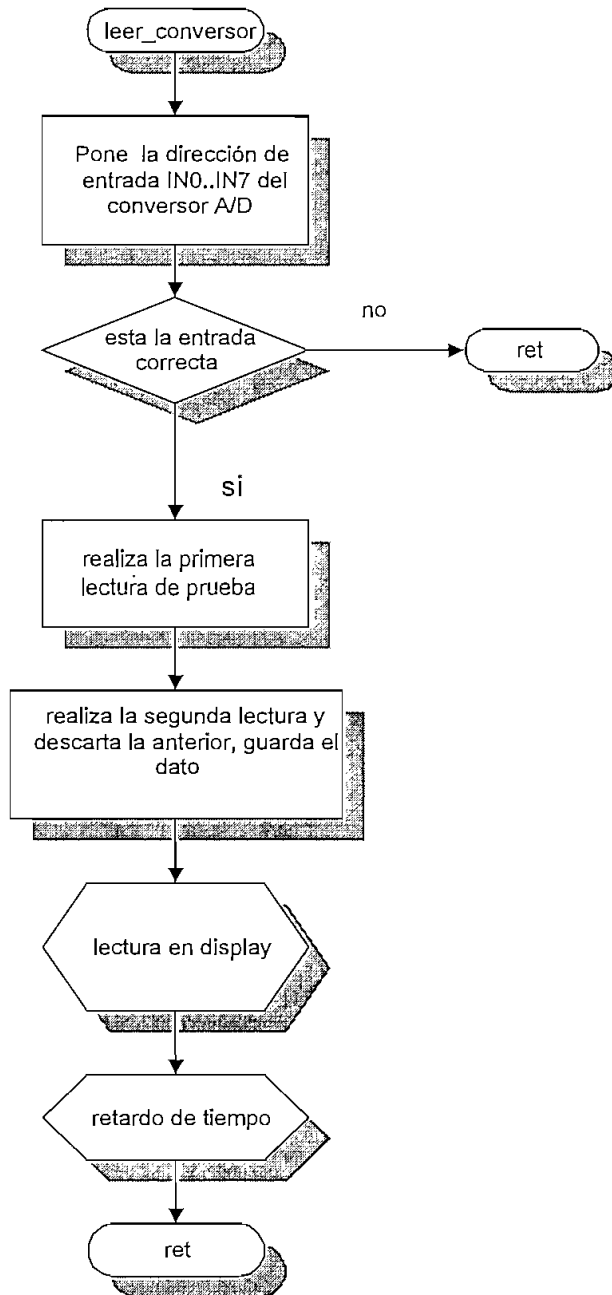 leer_conversor
Pone la dirección de
entrada IN0..IN7 del
conversor A/D
esta la entrada
correcta
no
ret
si
realiza la primera
lectura de prueba
realiza la segunda lectura y
descarta la anterior, guarda el
dato
lectura en display
retardo de tiempo
ret